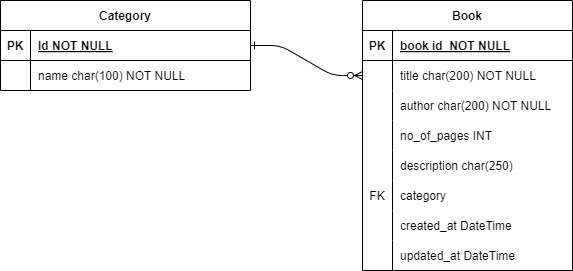 Category
PK Id NOT NULL
name char(100) NOT NULL
Book
PK book id  NOT NULL
title char(200) NOT NULL
author char(200) NOT NULL
no_of_pages INT
description char(250)
FK category
created_at DateTime
updated_at DateTime